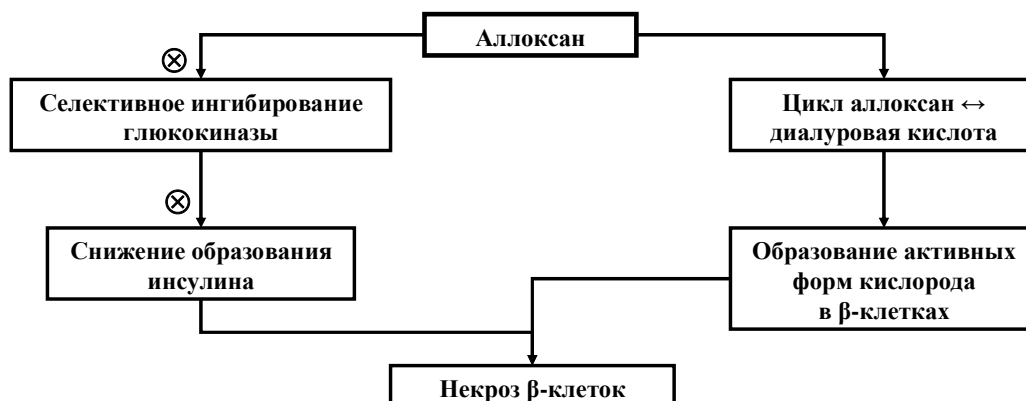 Аллоксан
Селективное ингибирование
глюкокиназы
Цикл аллоксан ↔
диалуровая кислота
Снижение образования
инсулина
Образование активных
форм кислорода
в β-клетках
Некроз β-клеток